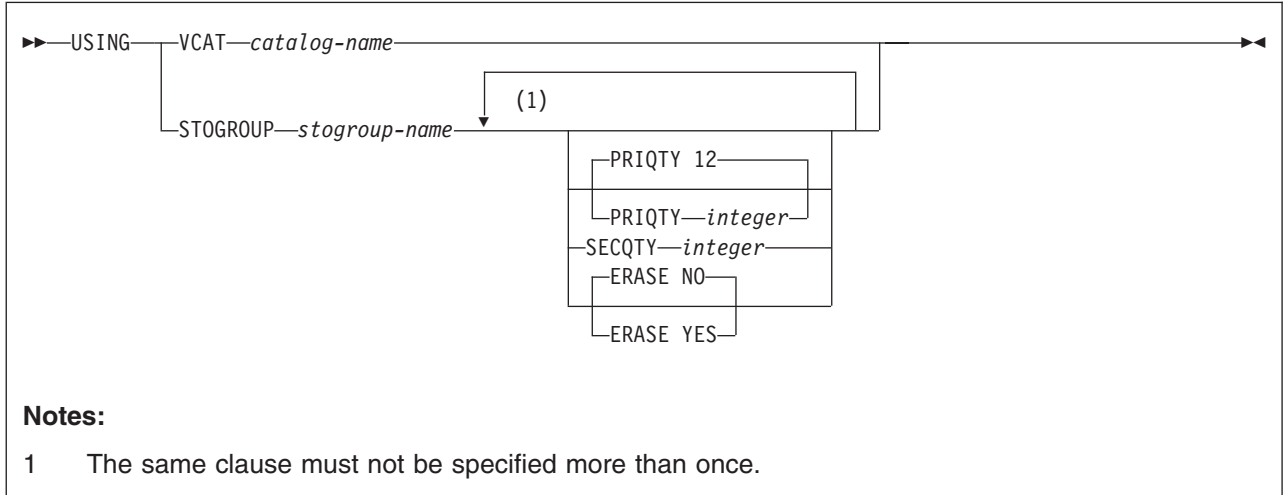 USING VCAT catalog-name
(1)
STOGROUP stogroup-name
PRIQTY 12
PRIQTY integer
SECQTY integer
ERASE NO
ERASE YES
Notes:
1 The same clause must not be specified more than once.